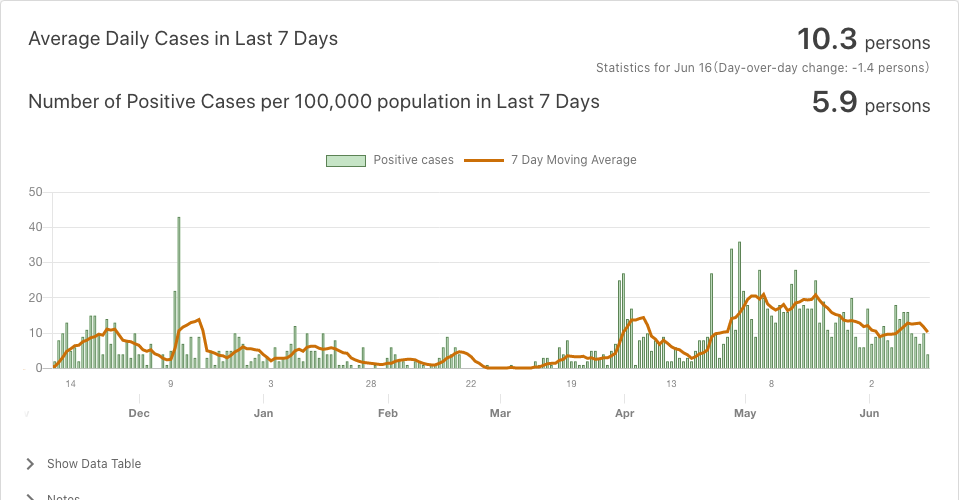 Average Daily Cases in Last 7 Days
10.3 persons
Statistics for Jun 16(Day-over-day change: -1.4 persons)
Number of Positive Cases per 100,000 population in Last 7 Days
5.9 persons
Positive cases
7 Day Moving Average
50
40
30
20
10
0
14 9 3 28 22 19 13 8 2
Dec Jan Feb Mar Apr May Jun
Show Data Table
Notes